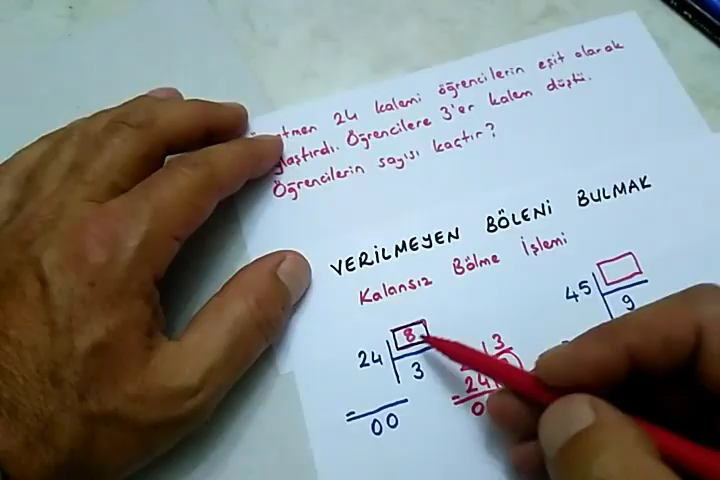 24 kalemi öğrencilerin eşit olarak
Öğrencilere 3'er kalem düştü.
Öğrencilerin sayısı kaçtır?
VERİLMEYEN BÖLENİ BULMAK
Kalansız Bölme İşlemi
24 8
3
00
3
24
0
45
9